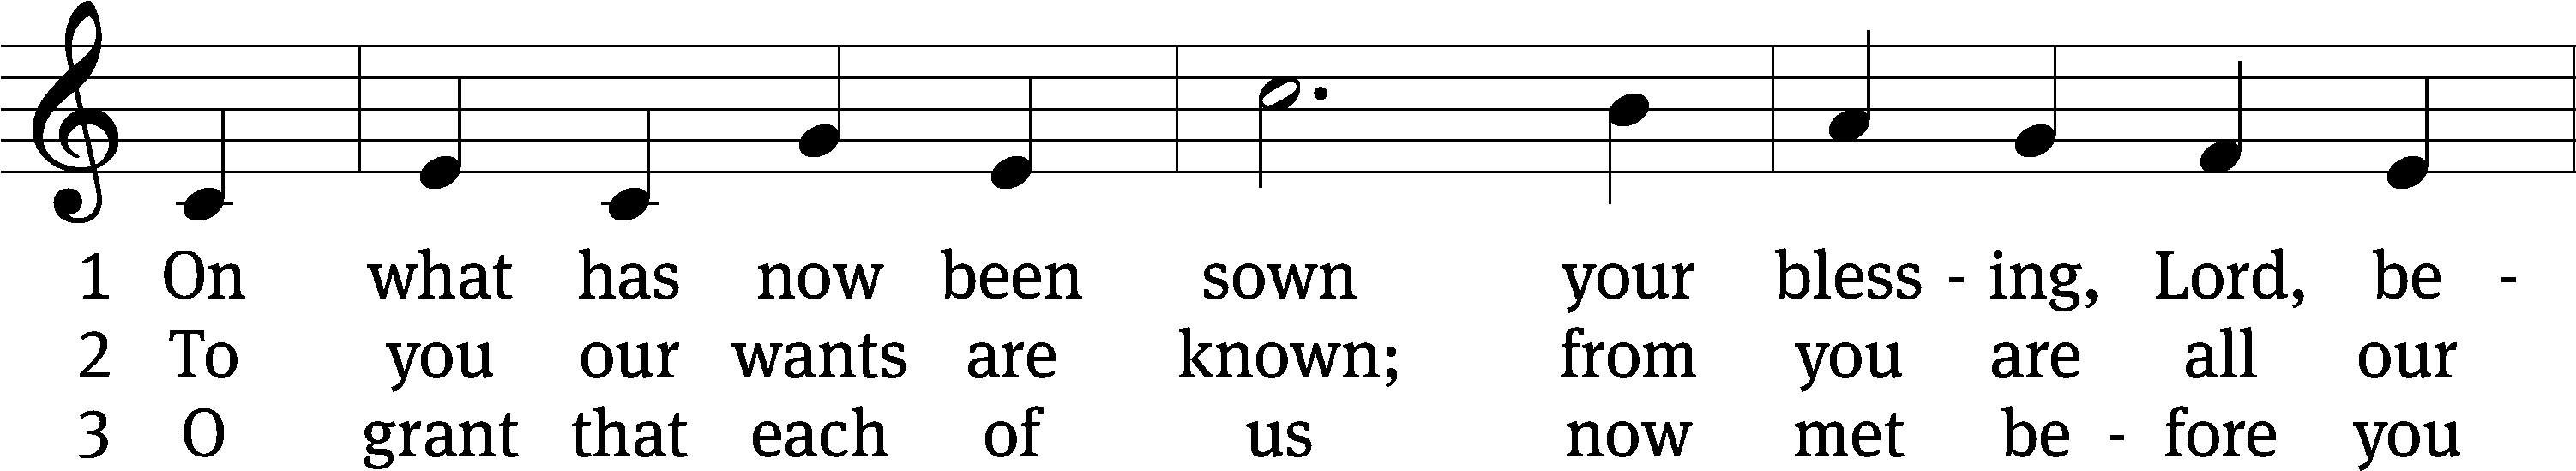 1 On what has now been sown your bless - ing, Lord, be -
2 To you our wants are known; from you are all our
3 O grant that each of us now met be - fore you